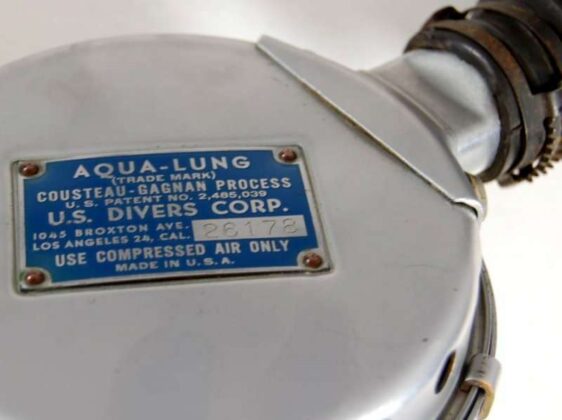 AQUA-LUNG
(TRADE MARK)
COUSTEAU-GAGNAN PROCESS
U.S. PATENT NO. 2,485,039
U.S. DIVERS CORP.
1045 BROXTON AVE. 26178
LOS ANGELES 24, CAL.
USE COMPRESSED AIR ONLY
MADE IN U.S.A.